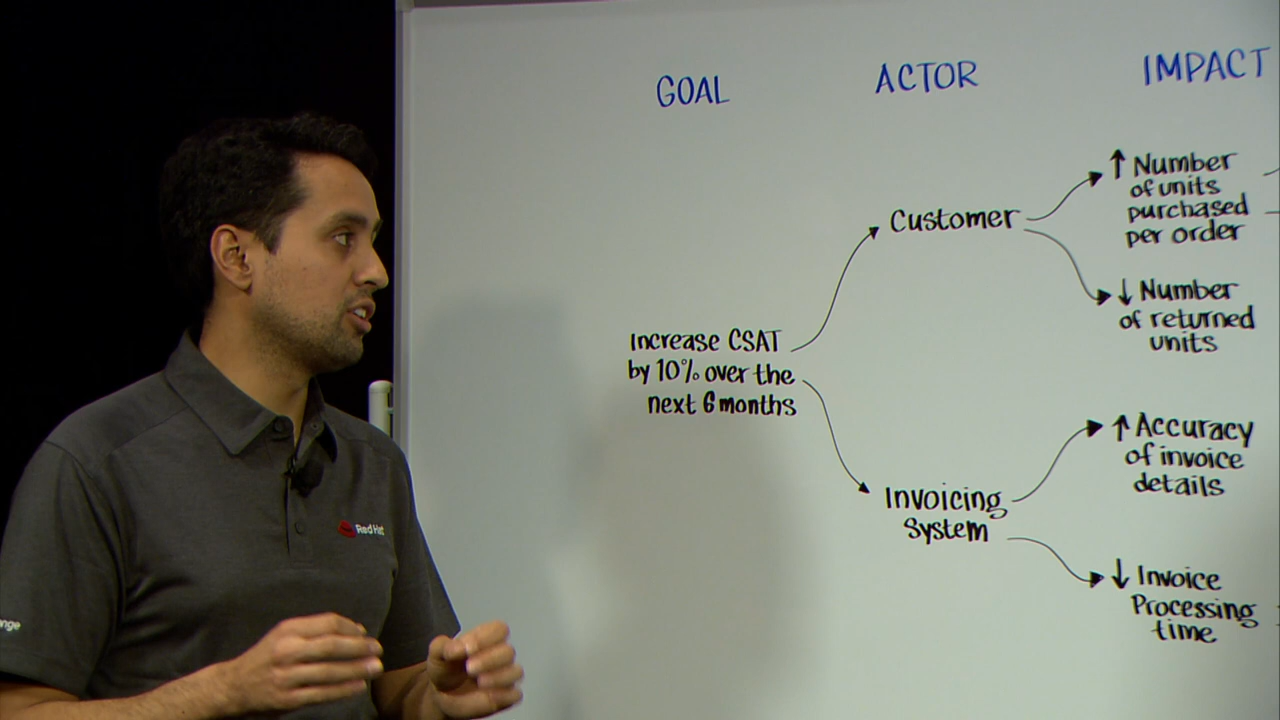 GOAL
ACTOR
IMPACT
Increase CSAT
by 10% over the
next 6 months
Customer
Invoicing
System
↑ Number
of units
purchased
per order
↓ Number
of returned
units
↑ Accuracy
of invoice
details
↓ Invoice
Processing
time
Red Hat
nge